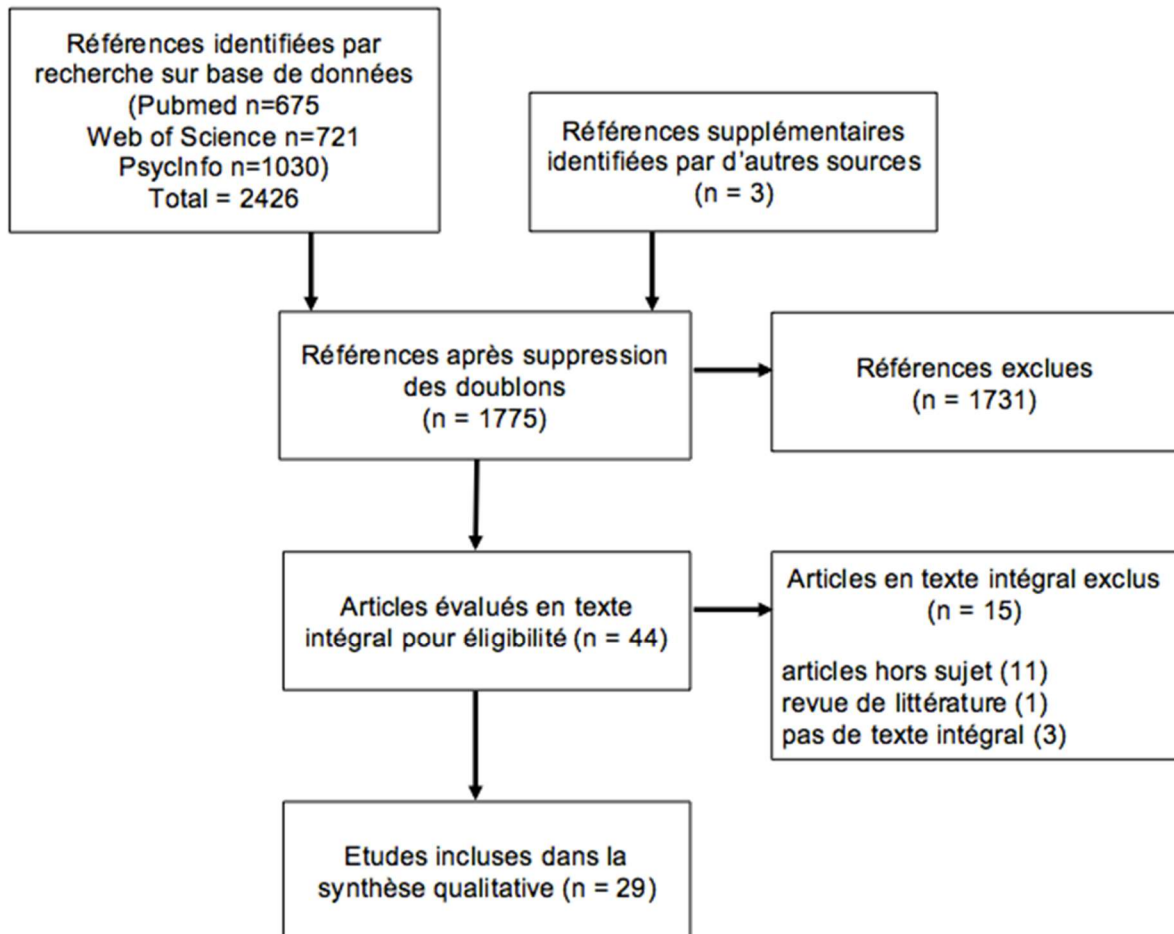 Références identifiées par
recherche sur base de données
(Pubmed n=675
Web of Science n=721
PsycInfo n=1030)
Total = 2426
Références supplémentaires
identifiées par d'autres sources
(n = 3)
Références après suppression
des doublons
(n = 1775)
Références exclues
(n = 1731)
Articles évalués en texte
intégral pour éligibilité (n = 44)
Articles en texte intégral exclus
(n = 15)
articles hors sujet (11)
revue de littérature (1)
pas de texte intégral (3)
Etudes incluses dans la
synthèse qualitative (n = 29)